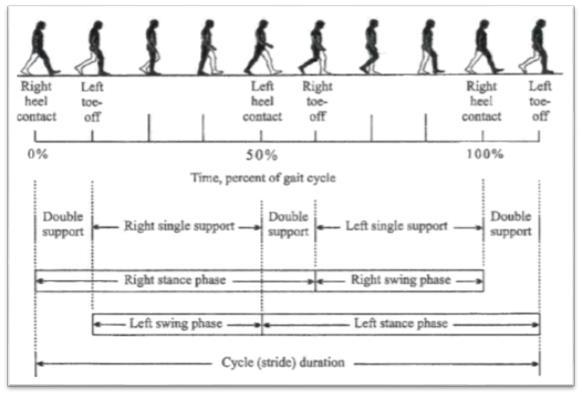 Right Left Left Right Right Left
heel toe- heel toe- heel toe-
contact off contact off contact off
0% 50% 100%
Time, percent of gait cycle
Double Double Double
support Right single support support Left single support support
Right stance phase Right swing phase
Left swing phase Left stance phase
Cycle (stride) duration